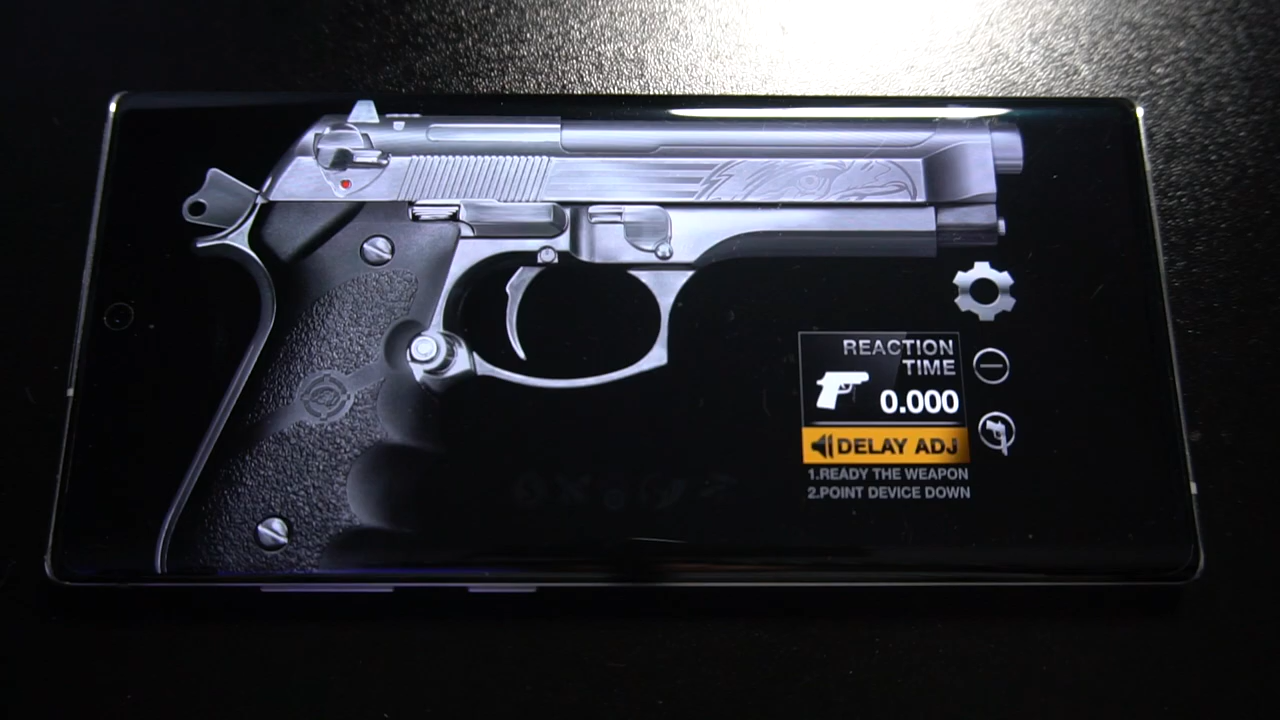 REACTION
TIME
0.000
DELAY ADJ
1.READY THE WEAPON
2.POINT DEVICE DOWN